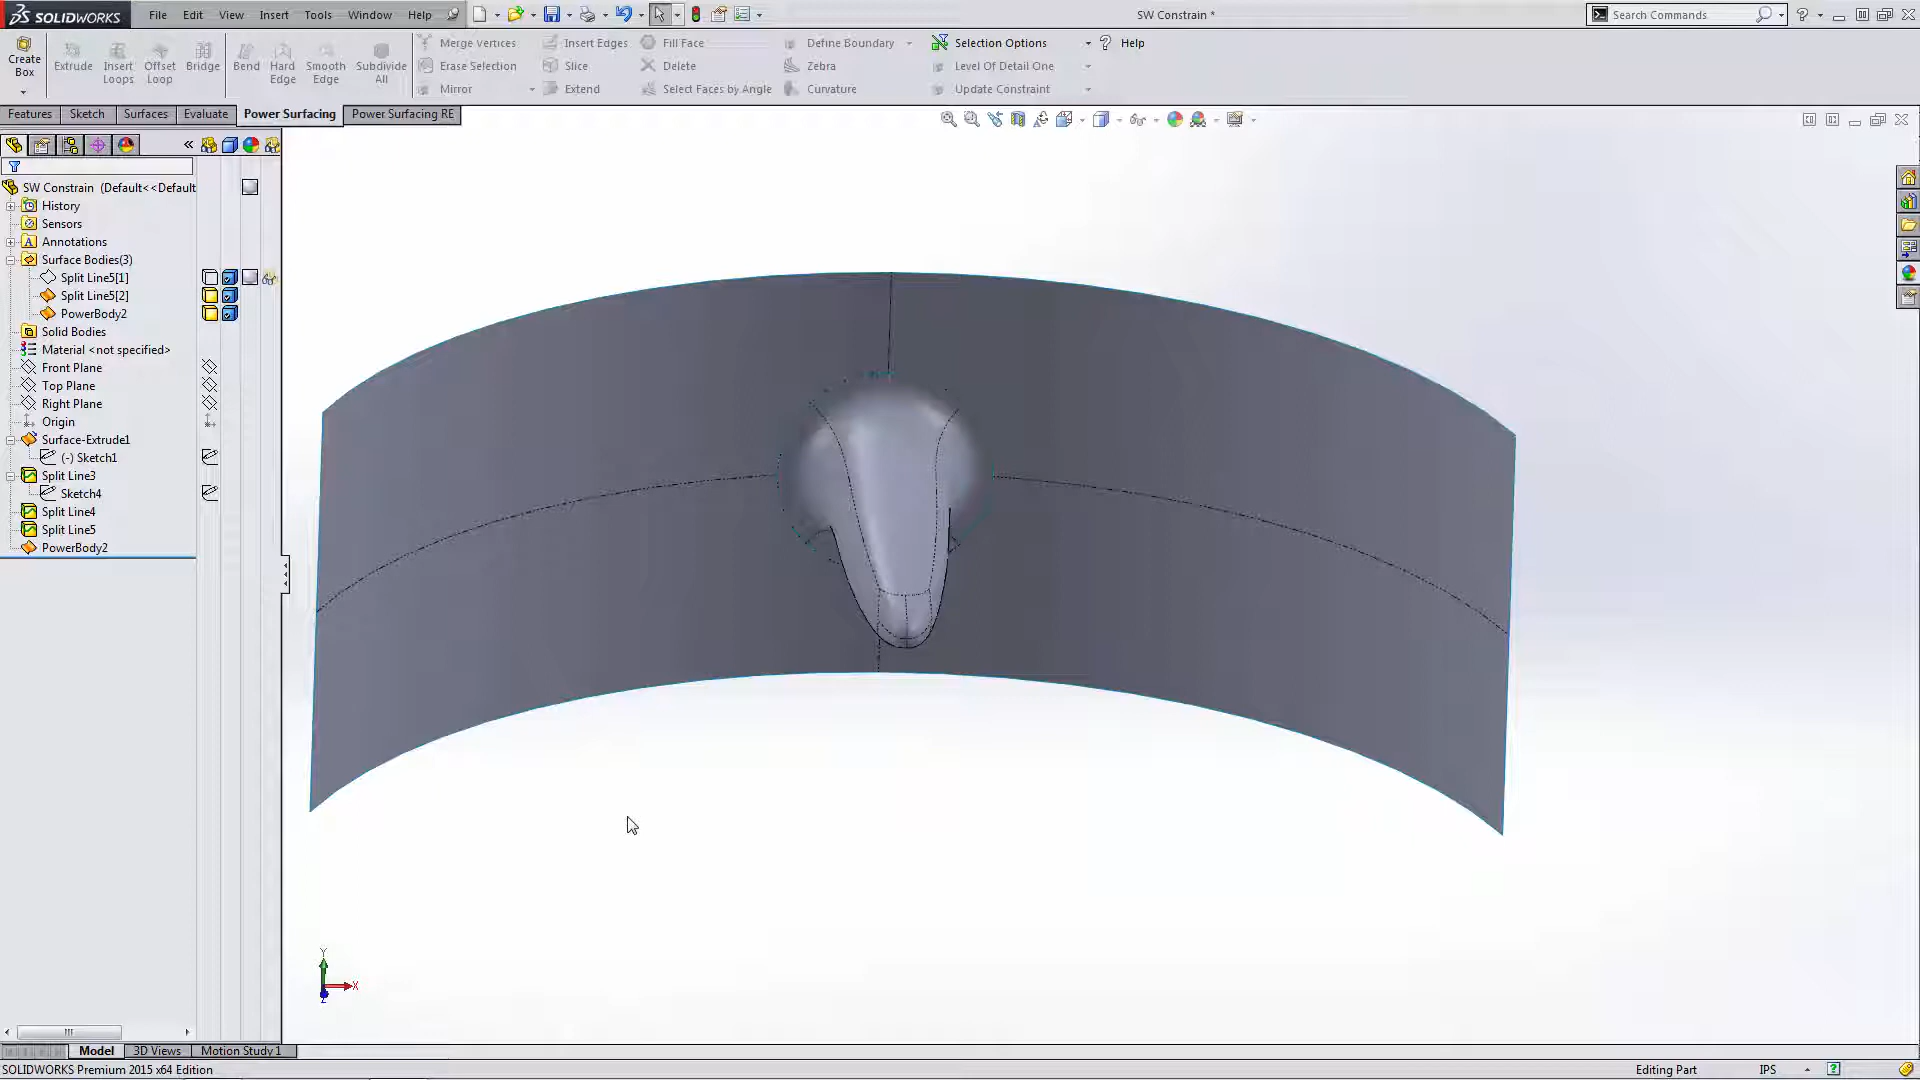 SOLIDWORKS File Edit View Insert Tools Window Help SW Constrain * Search Commands
Create Box
Extrude
Insert Loops
Offset Loop
Bridge
Bend
Hard Edge
Smooth Edge
Subdivide All
Merge Vertices Insert Edges Fill Face Define Boundary Selection Options Help
Erase Selection Slice Delete Zebra Level Of Detail One
Mirror Extend Select Faces by Angle Curvature Update Constraint
Features Sketch Surfaces Evaluate Power Surfacing Power Surfacing RE
SW Constrain (Default<<Default
History
Sensors
Annotations
Surface Bodies(3)
Split Line5[1]
Split Line5[2]
PowerBody2
Solid Bodies
Material <not specified>
Front Plane
Top Plane
Right Plane
Origin
Surface-Extrude1
(-) Sketch1
Split Line3
Sketch4
Split Line4
Split Line5
PowerBody2
Y
X
Z
Model 3D Views Motion Study 1
SOLIDWORKS Premium 2015 x64 Edition Editing Part IPS